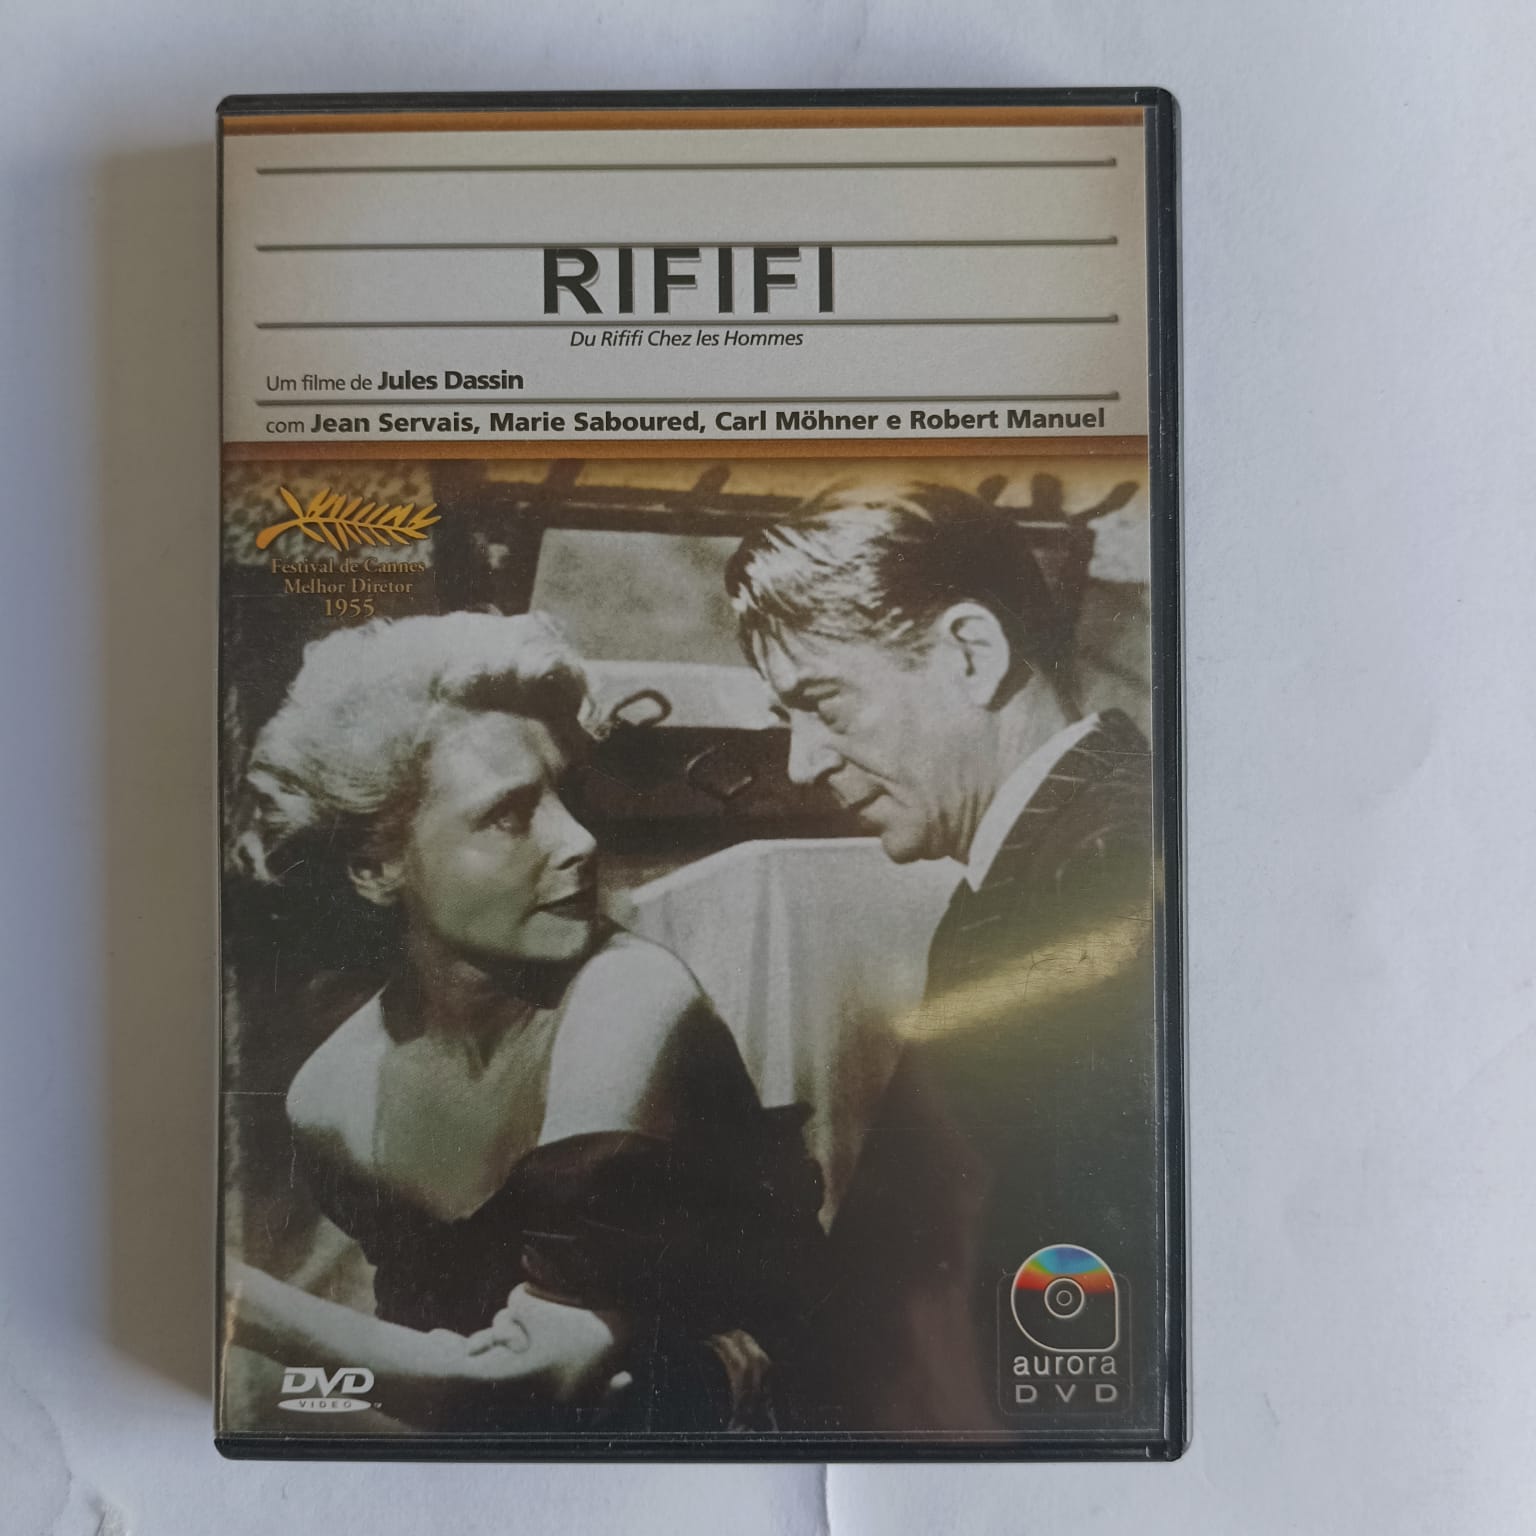 RIFIFI
Du Rififi Chez les Hommes
Um filme de Jules Dassin
com Jean Servais, Marie Saboured, Carl Möhner e Robert Manuel
Festival de Cannes
Melhor Diretor
1955
DVD
VIDEO
aurora
DVD